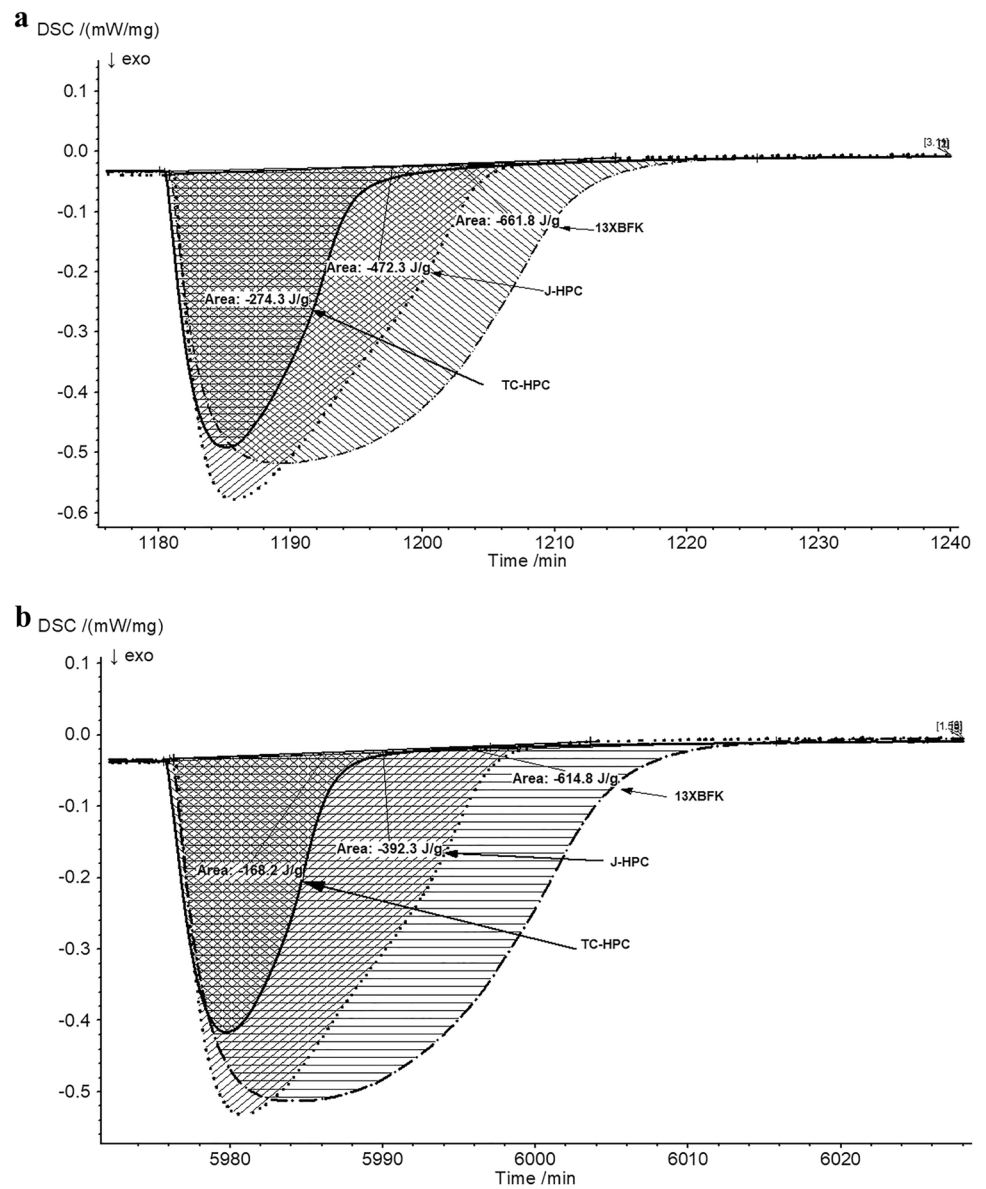 a
DSC /(mW/mg)
↓ exo
0.1
0.0
-0.1
-0.2
-0.3
-0.4
-0.5
-0.6
Area: -661.8 J/g
13XBFK
Area: -472.3 J/g
J-HPC
Area: -274.3 J/g
TC-HPC
1180 1190 1200 1210 1220 1230 1240
Time /min
b
DSC /(mW/mg)
↓ exo
0.1
0.0
-0.1
-0.2
-0.3
-0.4
-0.5
Area: -614.8 J/g
13XBFK
Area: -392.3 J/g
J-HPC
Area: -168.2 J/g
TC-HPC
5980 5990 6000 6010 6020
Time /min